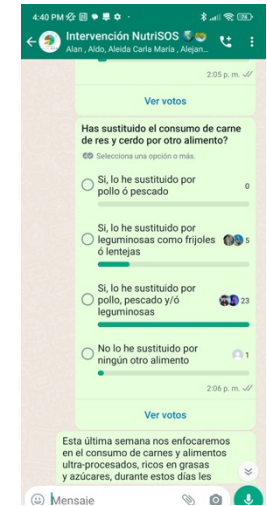 4:40 PM
Intervención NutriSOS
Alan, Aldo, Aleida Carla María, Alejan...
2:05 p. m.
Ver votos
Has sustituido el consumo de carne
de res y cerdo por otro alimento?
Selecciona una opción o más.
Si, lo he sustituido por
pollo ó pescado
0
Si, lo he sustituido por
leguminosas como frijoles
ó lentejas
5
Si, lo he sustituido por
pollo, pescado y/ó
leguminosas
23
No lo he sustituido por
ningún otro alimento
1
2:06 p. m.
Ver votos
Esta última semana nos enfocaremos
en el consumo de carnes y alimentos
ultra-procesados, ricos en grasas
y azúcares, durante estos días les
Mensaje